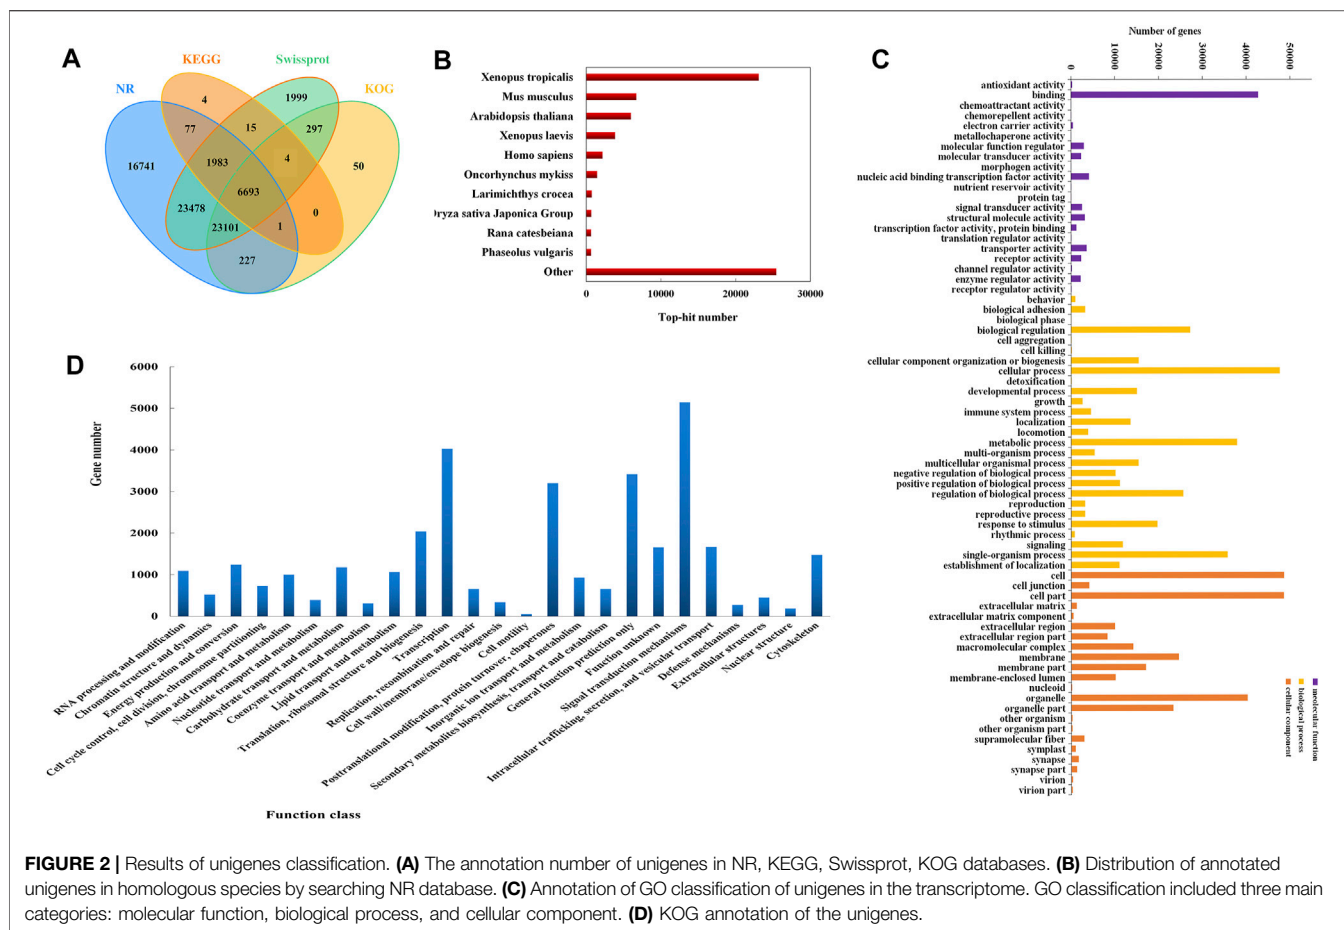 A
KEGG
Swissprot
NR
KOG
4
1999
77
15
297
16741
1983
4
50
6693
23478
0
23101
1
227
B
Xenopus tropicalis
Mus musculus
Arabidopsis thaliana
Xenopus laevis
Homo sapiens
Oncorhynchus mykiss
Larimichthys crocea
Oryza sativa Japonica Group
Rana catesbeiana
Phaseolus vulgaris
Other
0 10000 20000 30000
Top-hit number
C
Number of genes
0 10000 20000 30000 40000 50000
antioxidant activity
binding
chemoattractant activity
chemorepellent activity
electron carrier activity
metallochaperone activity
molecular function regulator
molecular transducer activity
morphogen activity
nucleic acid binding transcription factor activity
nutrient reservoir activity
protein tag
signal transducer activity
structural molecule activity
transcription factor activity, protein binding
translation regulator activity
transporter activity
receptor activity
channel regulator activity
enzyme regulator activity
receptor regulator activity
behavior
biological adhesion
biological phase
biological regulation
cell aggregation
cell killing
cellular component organization or biogenesis
cellular process
detoxification
developmental process
growth
immune system process
localization
locomotion
metabolic process
multi-organism process
multicellular organismal process
negative regulation of biological process
positive regulation of biological process
regulation of biological process
reproduction
reproductive process
response to stimulus
rhythmic process
signaling
single-organism process
establishment of localization
cell
cell junction
cell part
extracellular matrix
extracellular matrix component
extracellular region
extracellular region part
macromolecular complex
membrane
membrane part
membrane-enclosed lumen
nucleoid
organelle
organelle part
other organism
other organism part
supramolecular fiber
symplast
synapse
synapse part
virion
virion part
molecular function
biological process
cellular component
D
Gene number
6000
5000
4000
3000
2000
1000
0
RNA processing and modification
Chromatin structure and dynamics
Energy production and conversion
Cell cycle control, cell division, chromosome partitioning
Amino acid transport and metabolism
Nucleotide transport and metabolism
Carbohydrate transport and metabolism
Coenzyme transport and metabolism
Lipid transport and metabolism
Translation, ribosomal structure and biogenesis
Transcription
Replication, recombination and repair
Cell wall/membrane/envelope biogenesis
Cell motility
Posttranslational modification, protein turnover, chaperones
Inorganic ion transport and metabolism
Secondary metabolites biosynthesis, transport and catabolism
General function prediction only
Function unknown
Signal transduction mechanisms
Intracellular trafficking, secretion, and vesicular transport
Defense mechanisms
Extracellular structures
Nuclear structure
Cytoskeleton
Function class
FIGURE 2 | Results of unigenes classification. (A) The annotation number of unigenes in NR, KEGG, Swissprot, KOG databases. (B) Distribution of annotated
unigenes in homologous species by searching NR database. (C) Annotation of GO classification of unigenes in the transcriptome. GO classification included three main
categories: molecular function, biological process, and cellular component. (D) KOG annotation of the unigenes.